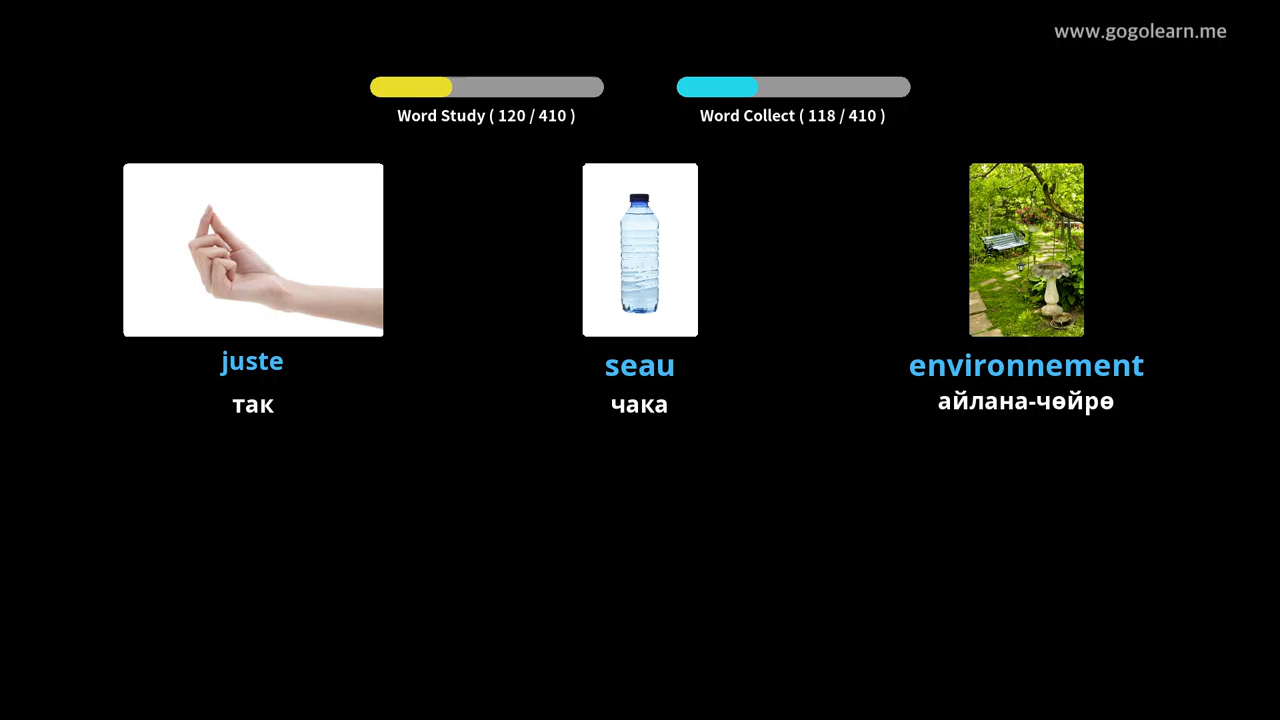 www.gogolearn.me
Word Study ( 120 / 410 )
Word Collect ( 118 / 410 )
juste
seau
environnement
так
чака
айлана-чөйрө